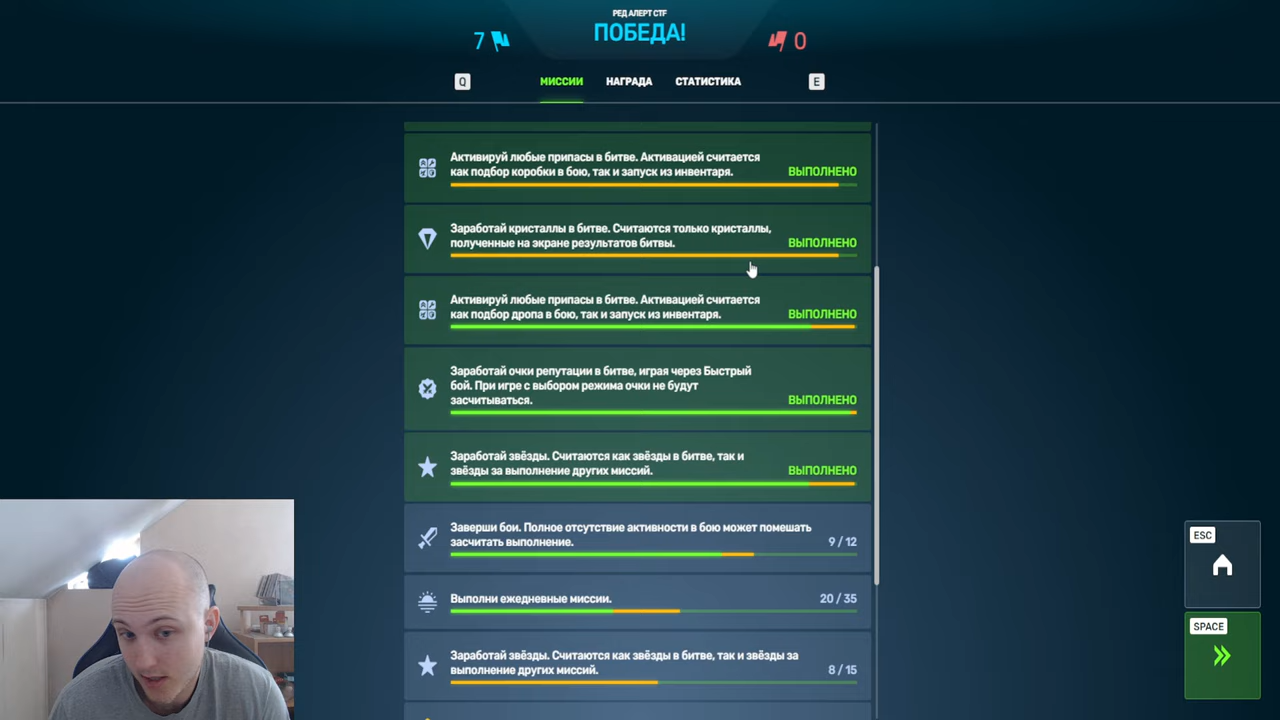 РЕД АЛЕРТ CTF
ПОБЕДА!
7
0
Q
МИССИИ
НАГРАДА
СТАТИСТИКА
E
Активируй любые припасы в битве. Активацией считается
как подбор коробки в бою, так и запуск из инвентаря.
ВЫПОЛНЕНО
Заработай кристаллы в битве. Считаются только кристаллы,
полученные на экране результатов битвы.
ВЫПОЛНЕНО
Активируй любые припасы в битве. Активацией считается
как подбор дропа в бою, так и запуск из инвентаря.
ВЫПОЛНЕНО
Заработай очки репутации в битве, играя через Быстрый
бой. При игре с выбором режима очки не будут
засчитываться.
ВЫПОЛНЕНО
Заработай звёзды. Считаются как звёзды в битве, так и
звёзды за выполнение других миссий.
ВЫПОЛНЕНО
Заверши бои. Полное отсутствие активности в бою может помешать
засчитать выполнение.
9 / 12
Выполни ежедневные миссии.
20 / 35
Заработай звёзды. Считаются как звёзды в битве, так и звёзды за
выполнение других миссий.
8 / 15
ESC
SPACE